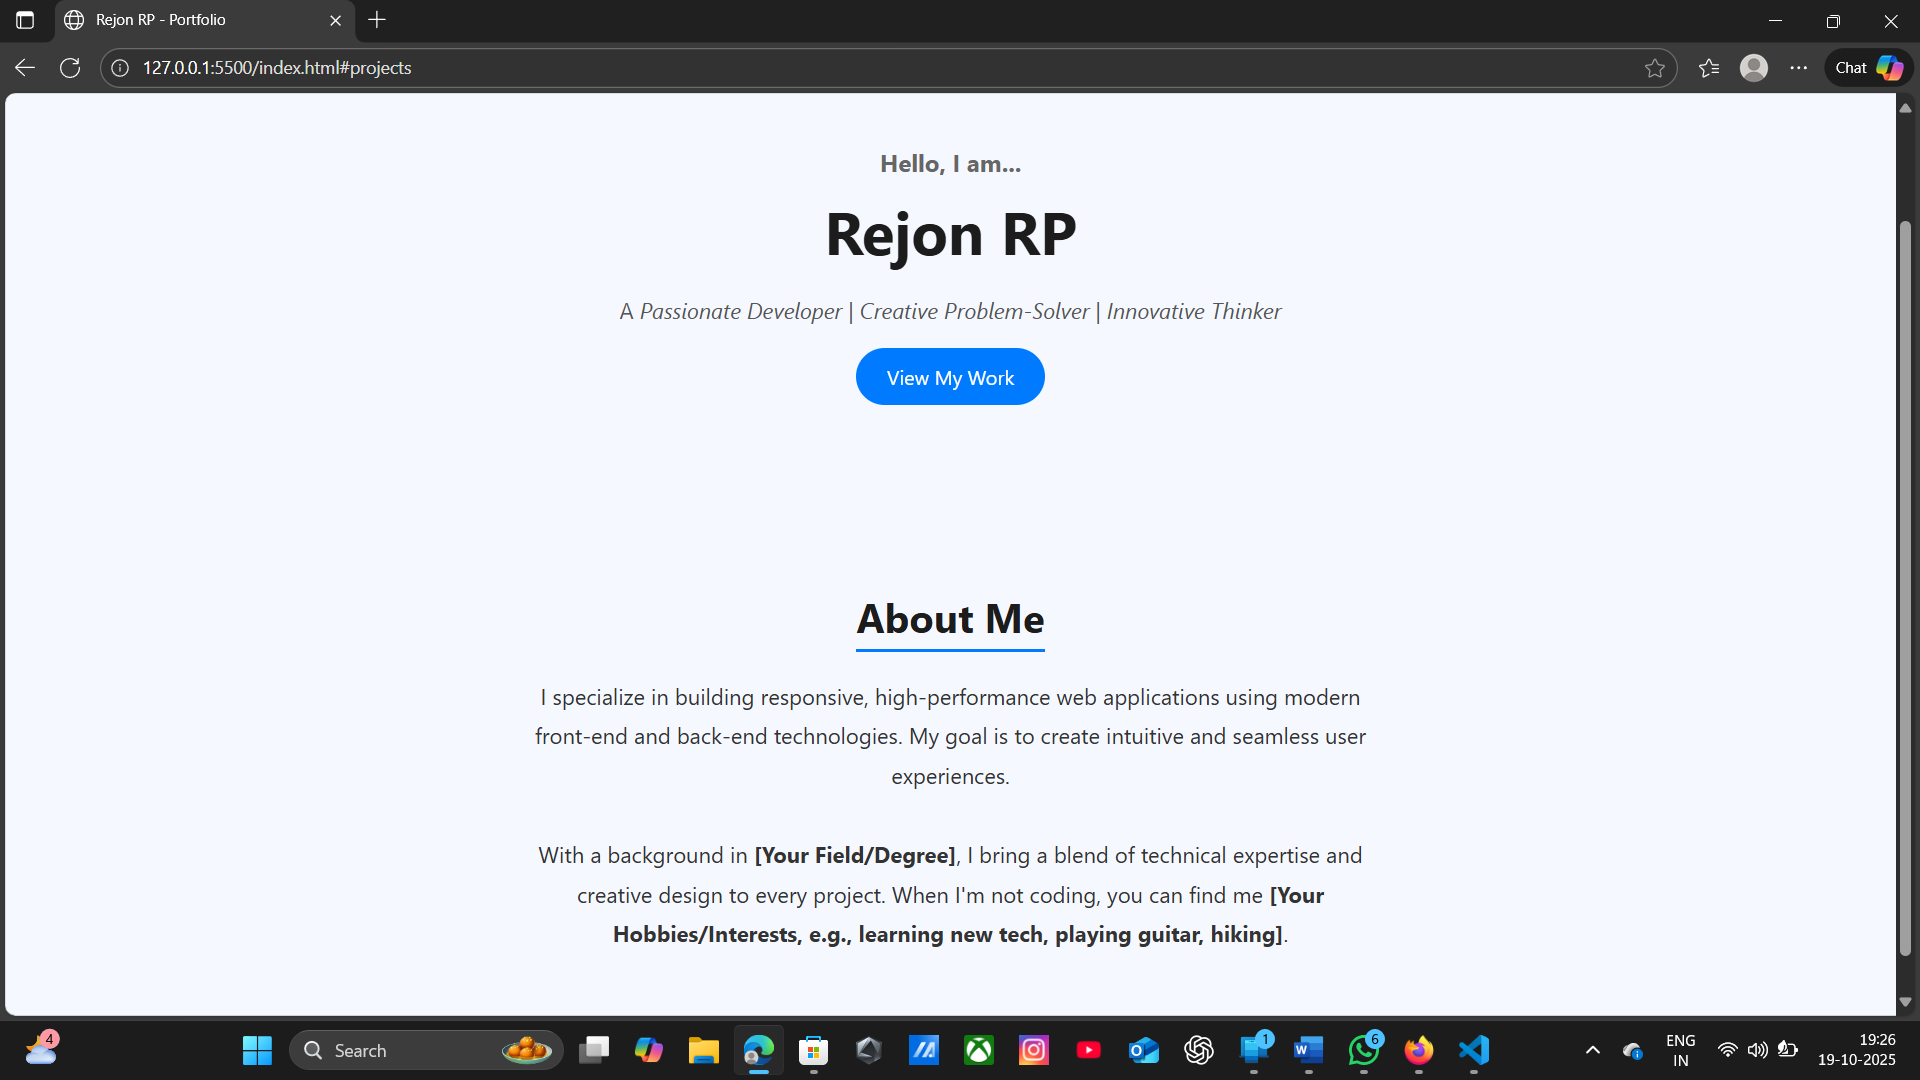 Rejon RP - Portfolio
127.0.0.1:5500/index.html#projects
Chat
Hello, I am...
Rejon RP
A Passionate Developer | Creative Problem-Solver | Innovative Thinker
View My Work
About Me
I specialize in building responsive, high-performance web applications using modern
front-end and back-end technologies. My goal is to create intuitive and seamless user
experiences.
With a background in [Your Field/Degree], I bring a blend of technical expertise and
creative design to every project. When I'm not coding, you can find me [Your
Hobbies/Interests, e.g., learning new tech, playing guitar, hiking].
4
Search
1
6
ENG
IN
19:26
19-10-2025